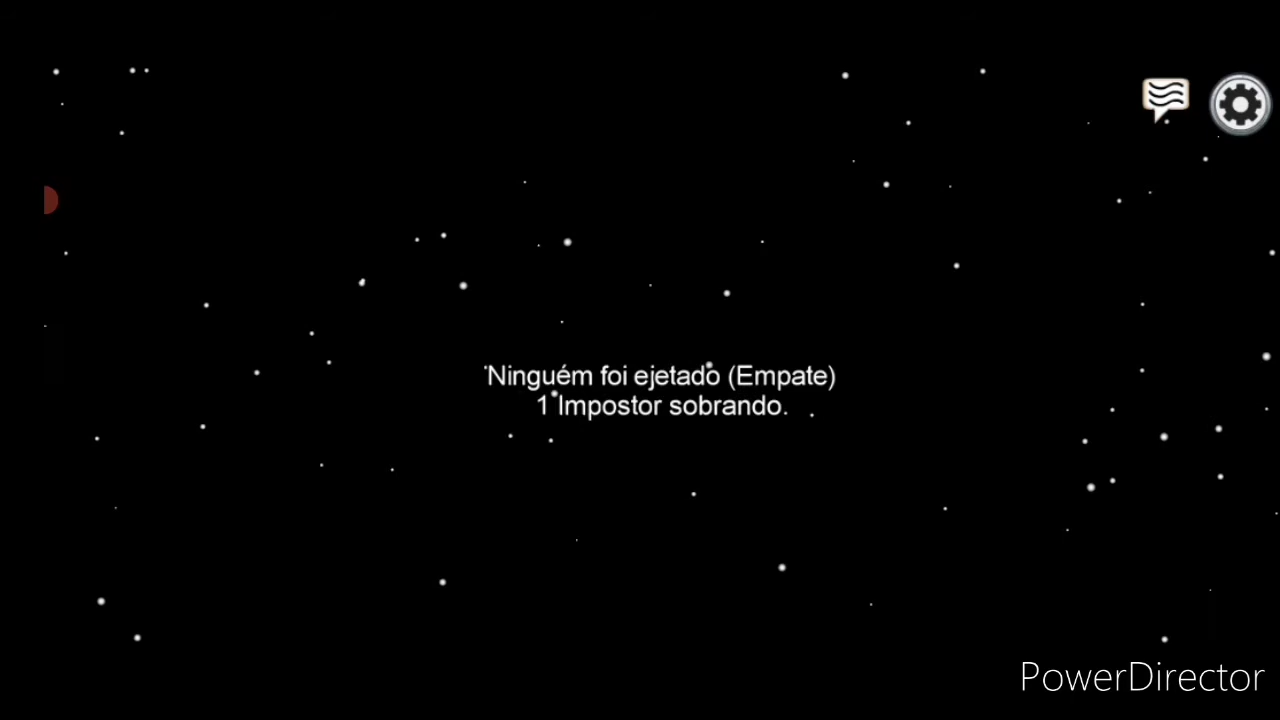 Ninguém foi ejetado (Empate)
1 Impostor sobrando.
PowerDirector